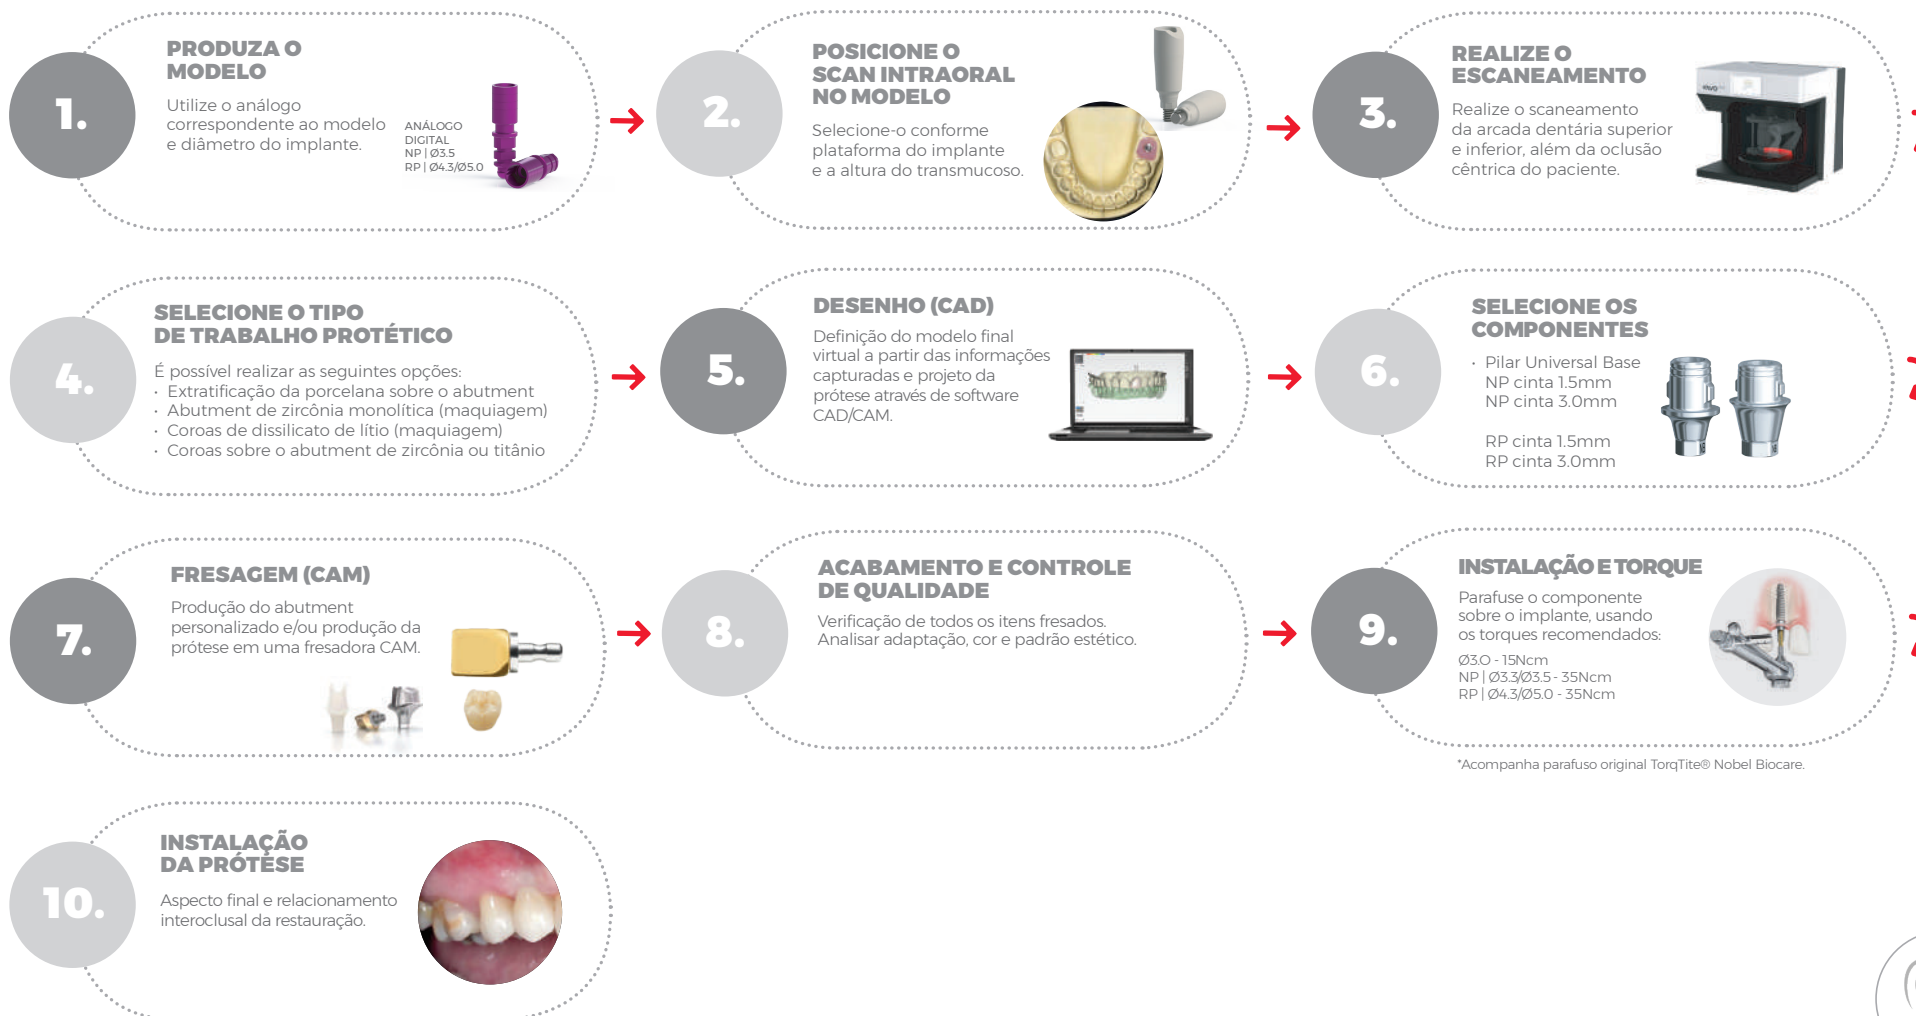 1.
PRODUZA O
MODELO
Utilize o análogo
correspondente ao modelo
e diâmetro do implante.
ANÁLOGO
DIGITAL
NP | Ø3.5
RP | Ø4.3/Ø5.0
2.
POSICIONE O
SCAN INTRAORAL
NO MODELO
Selecione-o conforme
plataforma do implante
e a altura do transmucoso.
3.
REALIZE O
ESCANEAMENTO
Realize o scaneamento
da arcada dentária superior
e inferior, além da oclusão
cêntrica do paciente.
4.
SELECIONE O TIPO
DE TRABALHO PROTÉTICO
É possível realizar as seguintes opções:
· Extratificação da porcelana sobre o abutment
· Abutment de zircônia monolítica (maquiagem)
· Coroas de dissilicato de lítio (maquiagem)
· Coroas sobre o abutment de zircônia ou titânio
5.
DESENHO (CAD)
Definição do modelo final
virtual a partir das informações
capturadas e projeto da
prótese através de software
CAD/CAM.
6.
SELECIONE OS
COMPONENTES
· Pilar Universal Base
NP cinta 1.5mm
NP cinta 3.0mm
RP cinta 1.5mm
RP cinta 3.0mm
7.
FRESAGEM (CAM)
Produção do abutment
personalizado e/ou produção da
prótese em uma fresadora CAM.
8.
ACABAMENTO E CONTROLE
DE QUALIDADE
Verificação de todos os itens fresados.
Analisar adaptação, cor e padrão estético.
9.
INSTALAÇÃO E TORQUE
Parafuse o componente
sobre o implante, usando
os torques recomendados:
Ø3.0 - 15Ncm
NP | Ø3.3/Ø3.5 - 35Ncm
RP | Ø4.3/Ø5.0 - 35Ncm
*Acompanha parafuso original TorqTite® Nobel Biocare.
10.
INSTALAÇÃO
DA PRÓTESE
Aspecto final e relacionamento
interoclusal da restauração.